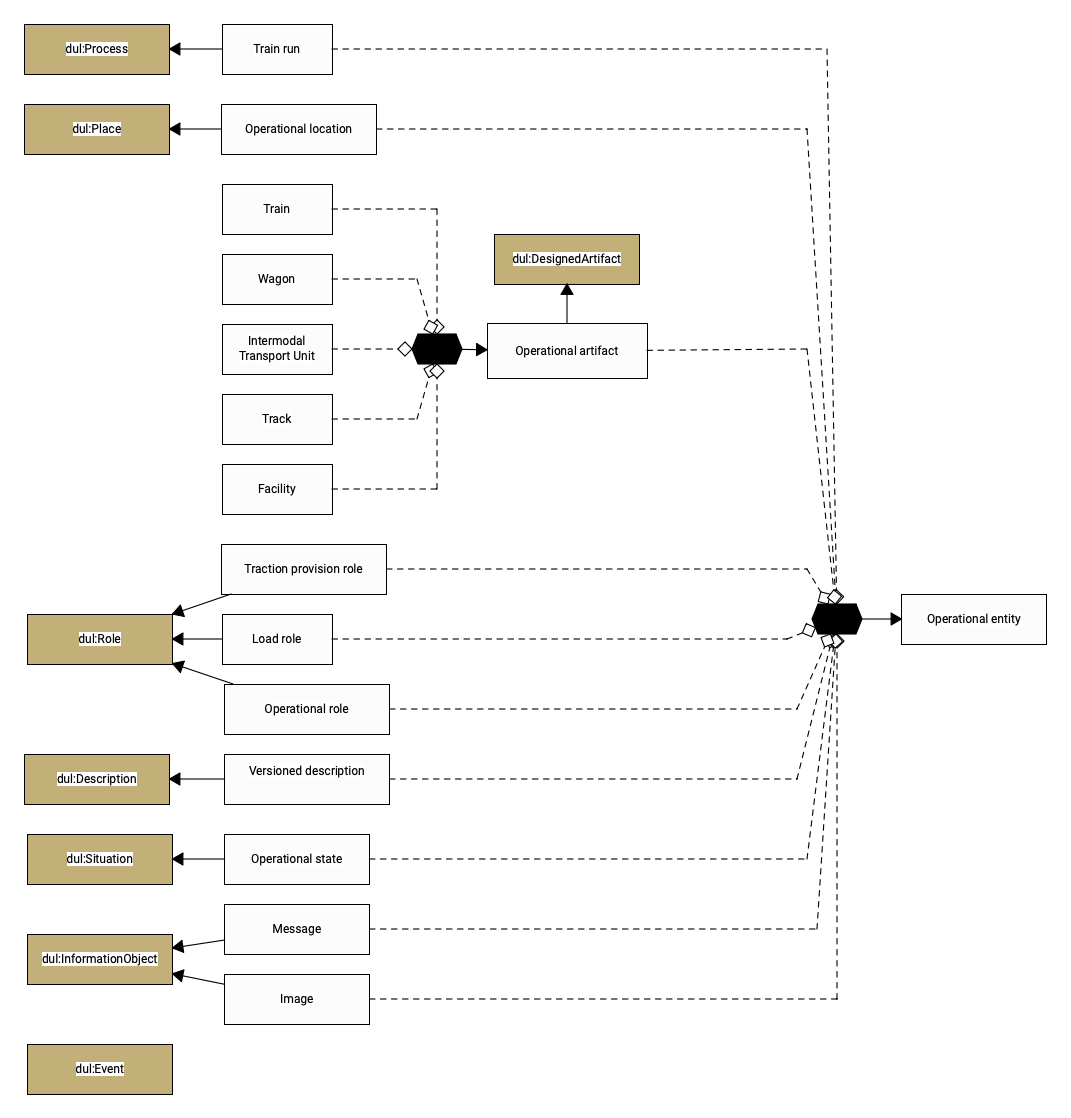 dul:Process
Train run
dul:Place
Operational location
Train
dul:DesignedArtifact
Wagon
Intermodal
Transport Unit
Operational artifact
Track
Facility
Traction provision role
dul:Role
Load role
Operational entity
Operational role
dul:Description
Versioned description
dul:Situation
Operational state
Message
dul:InformationObject
Image
dul:Event